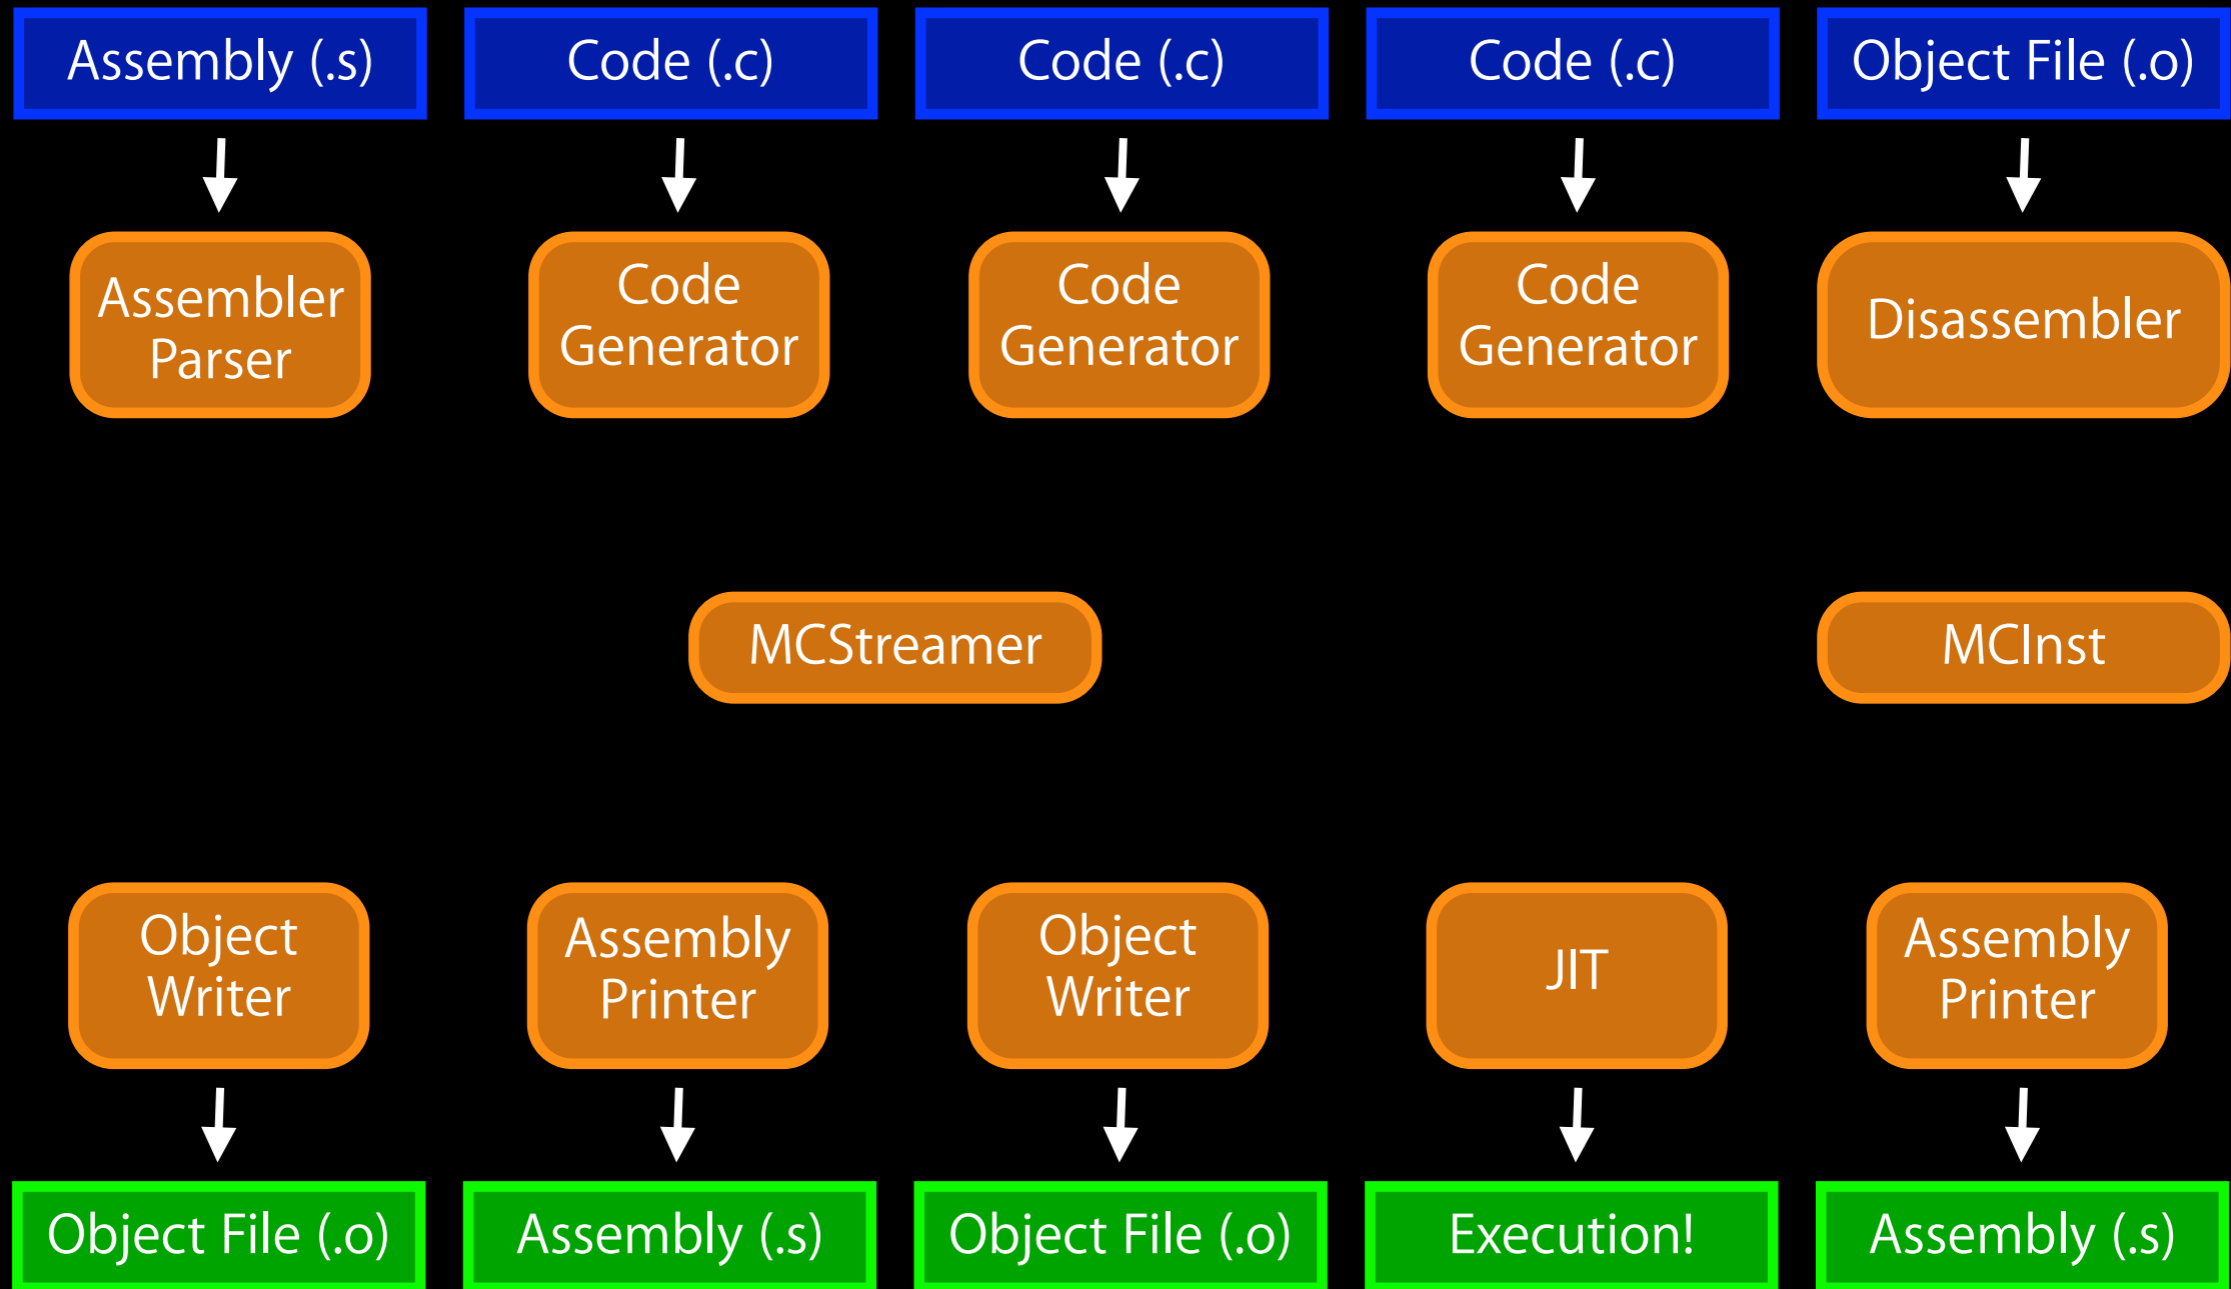 Assembly (.s)
Code (.c)
Code (.c)
Code (.c)
Object File (.o)
Assembler
Parser
Code
Generator
Code
Generator
Code
Generator
Disassembler
MCStreamer
MCInst
Object
Writer
Assembly
Printer
Object
Writer
JIT
Assembly
Printer
Object File (.o)
Assembly (.s)
Object File (.o)
Execution!
Assembly (.s)